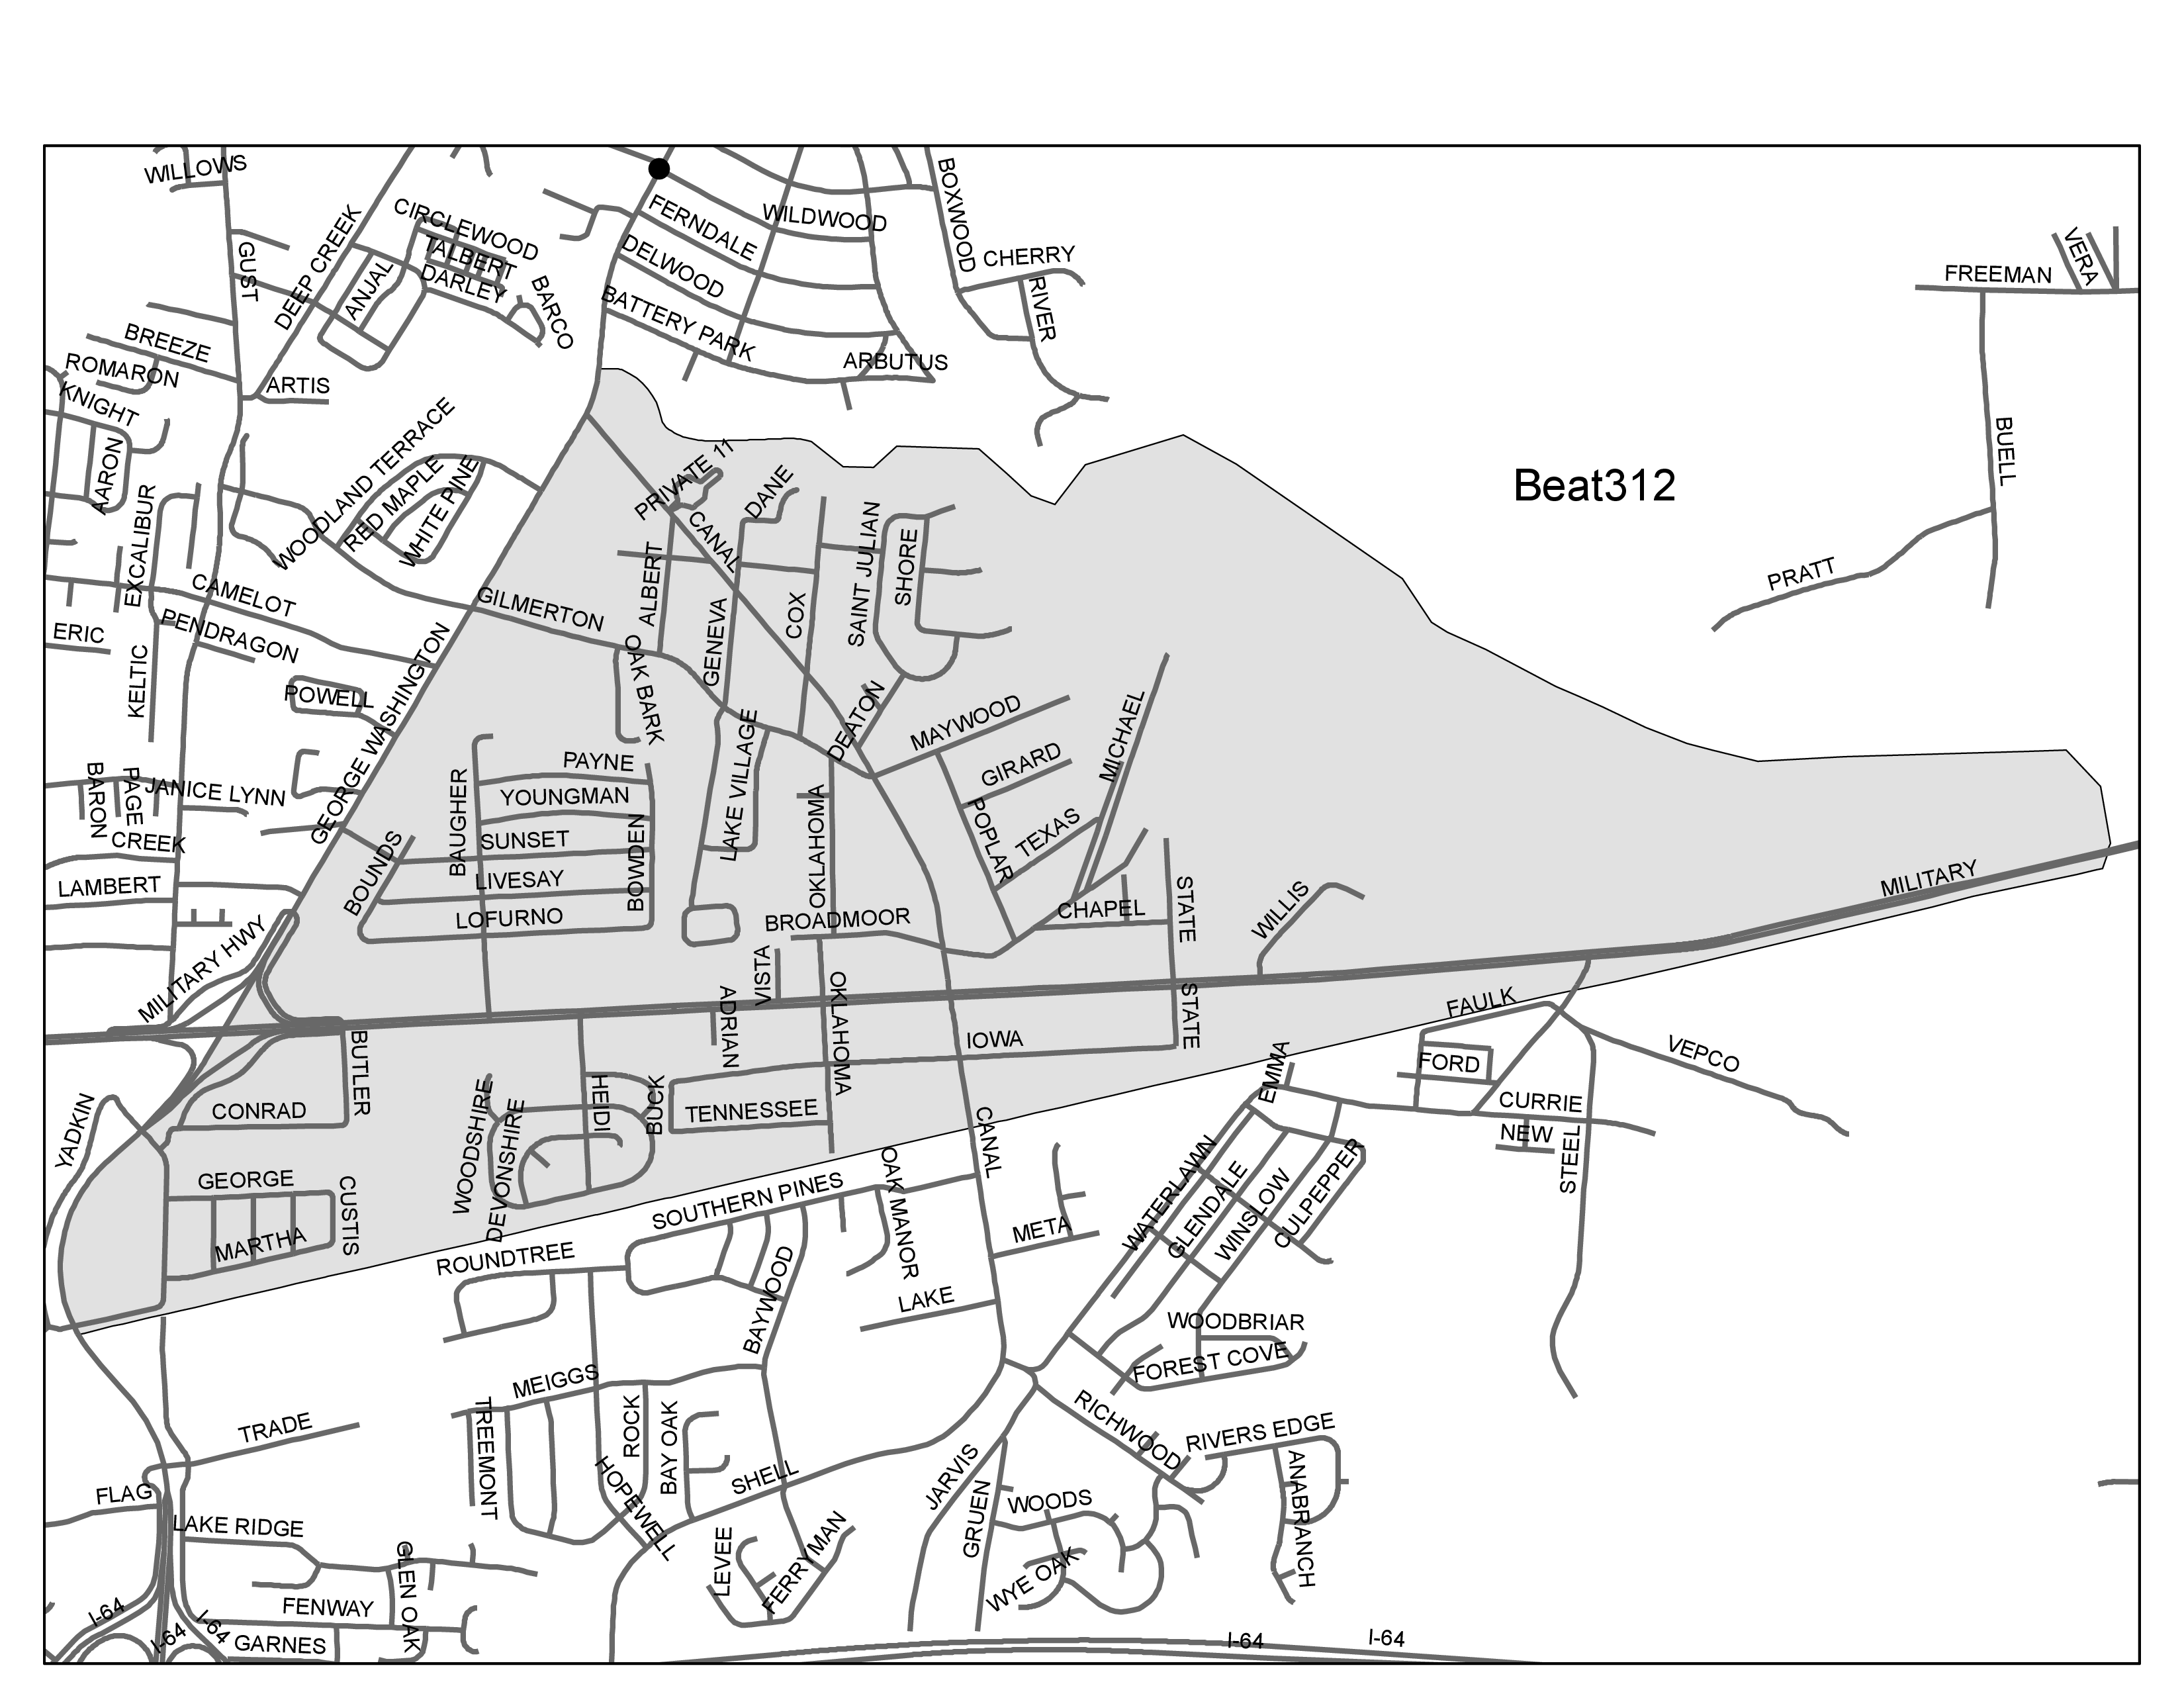 WILLOWS
BOXWOOD
CIRCLEWOOD
FERNDALE
WILDWOOD
GUST
DEEP CREEK
TALBERT
DELWOOD
CHERRY
VERA
FREEMAN
ANJAL
DARLEY
BARCO
BATTERY PARK
RIVER
BREEZE
ROMARON
ARTIS
ARBUTUS
KNIGHT
WOODLAND TERRACE
BUELL
AARON
RED MAPLE
WHITE PINE
PRIVATE 11
DANE
Beat312
EXCALIBUR
CANAL
SAINT JULIAN
SHORE
CAMELOT
ALBERT
PRATT
GILMERTON
GENEVA
COX
ERIC
PENDRAGON
KELTIC
POWELL
GEORGE WASHINGTON
OAK BARK
DEATON
MAYWOOD
MICHAEL
LAKE VILLAGE
PAYNE
GIRARD
BARON
PAGE
JANICE LYNN
BAUGHER
YOUNGMAN
OKLAHOMA
POPLAR
TEXAS
CREEK
SUNSET
BOWDEN
BOUNDS
LIVESAY
LAMBERT
MILITARY
LOFURNO
BROADMOOR
CHAPEL
STATE
WILLIS
MILITARY HWY
VISTA
ADRIAN
OKLAHOMA
STATE
FAULK
BUTLER
IOWA
EMMA
FORD
VEPCO
YADKIN
CONRAD
WOODSHIRE
DEVONSHIRE
HEIDI
BUCK
TENNESSEE
CANAL
CURRIE
NEW
STEEL
GEORGE
CUSTIS
MARTHA
SOUTHERN PINES
OAK MANOR
WATERLAWN
GLENDALE
WINSLOW
CULPEPPER
META
ROUNDTREE
BAYWOOD
LAKE
WOODBRIAR
FOREST COVE
MEIGGS
TREEMONT
ROCK
BAY OAK
RICHWOOD
TRADE
RIVERS EDGE
HOPEWELL
SHELL
JARVIS
GRUEN
ANABRANCH
FLAG
WOODS
LAKE RIDGE
GLEN OAK
LEVEE
FERRYMAN
WYE OAK
I-64
I-64
I-64
FENWAY
GARNES
I-64
I-64